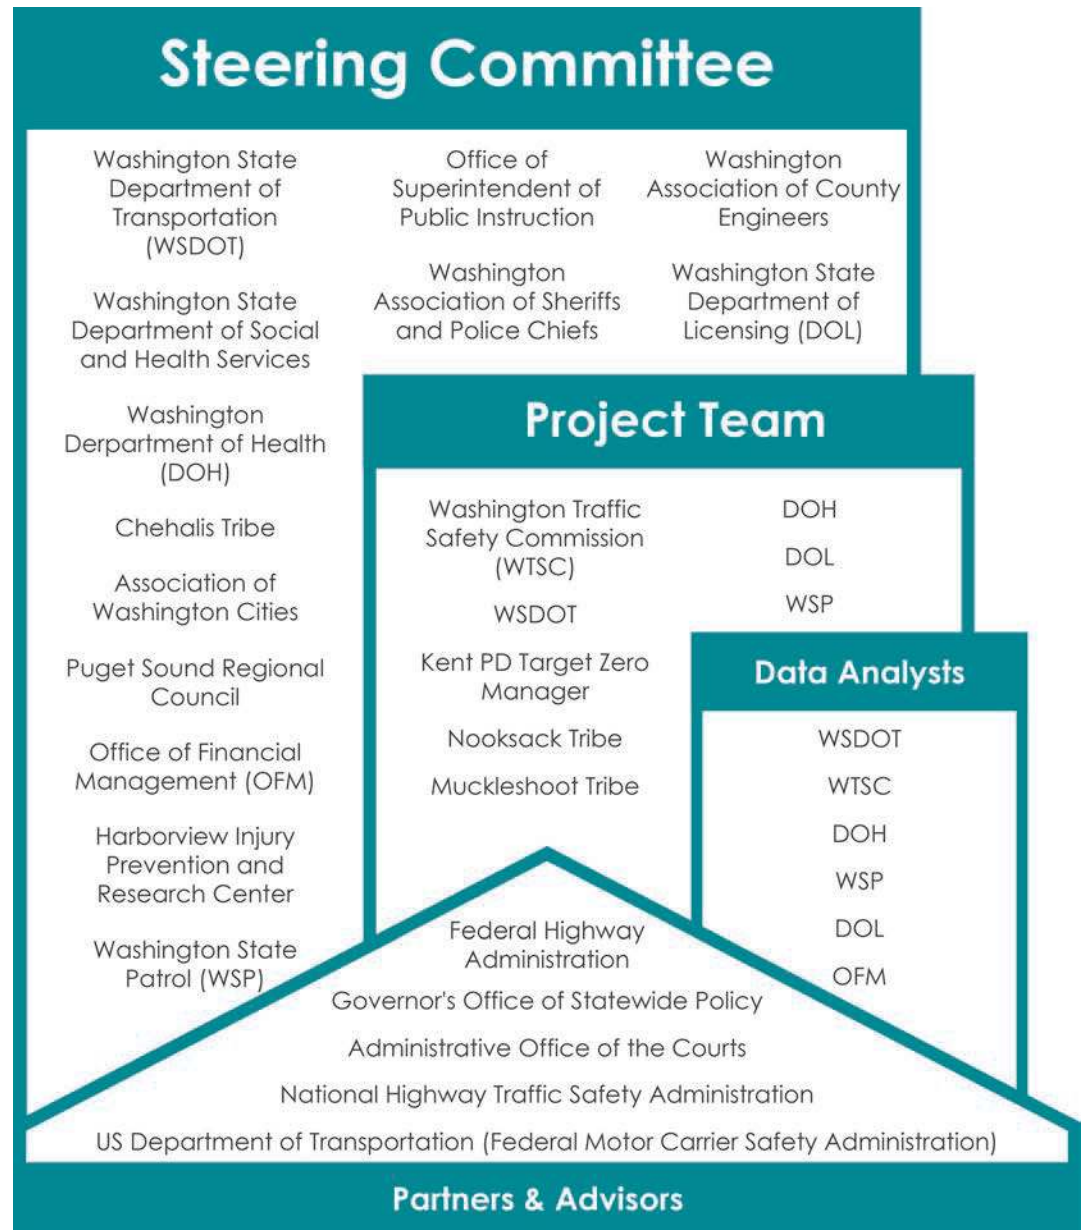 Steering Committee
Washington State
Department of
Transportation
(WSDOT)
Washington State
Department of Social
and Health Services
Washington
Derpartment of Health
(DOH)
Chehalis Tribe
Association of
Washington Cities
Puget Sound Regional
Council
Office of Financial
Management (OFM)
Harborview Injury
Prevention and
Research Center
Washington State
Patrol (WSP)
Office of
Superintendent of
Public Instruction
Washington
Association of Sheriffs
and Police Chiefs
Washington
Association of County
Engineers
Washington State
Department of
Licensing (DOL)
Project Team
Washington Traffic
Safety Commission
(WTSC)
WSDOT
Kent PD Target Zero
Manager
Nooksack Tribe
Muckleshoot Tribe
DOH
DOL
WSP
Data Analysts
WSDOT
WTSC
DOH
WSP
DOL
OFM
Federal Highway
Administration
Governor's Office of Statewide Policy
Administrative Office of the Courts
National Highway Traffic Safety Administration
US Department of Transportation (Federal Motor Carrier Safety Administration)
Partners & Advisors